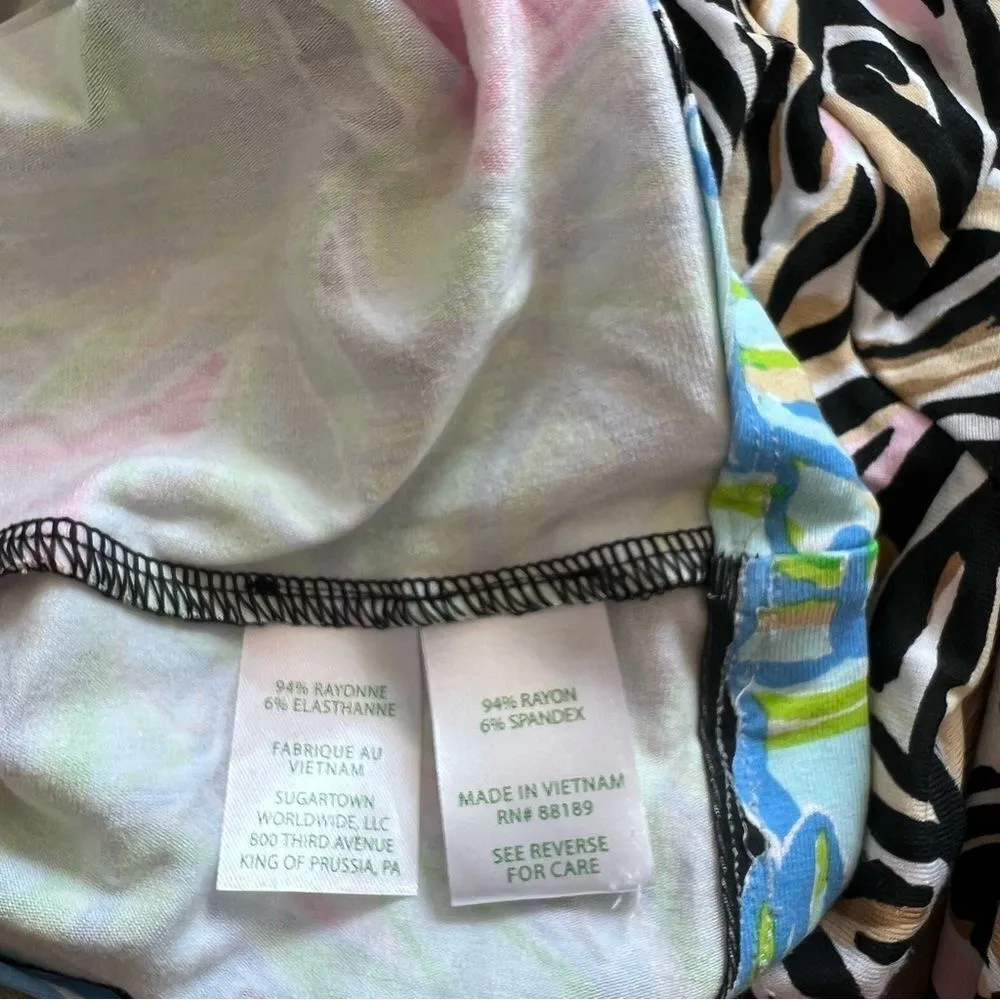 94% RAYONNE
6% ELASTHANNE
FABRIQUE AU
VIETNAM
SUGARTOWN
WORLDWIDE, LLC
800 THIRD AVENUE
KING OF PRUSSIA, PA
94% RAYON
6% SPANDEX
MADE IN VIETNAM
RN# 88189
SEE REVERSE
FOR CARE